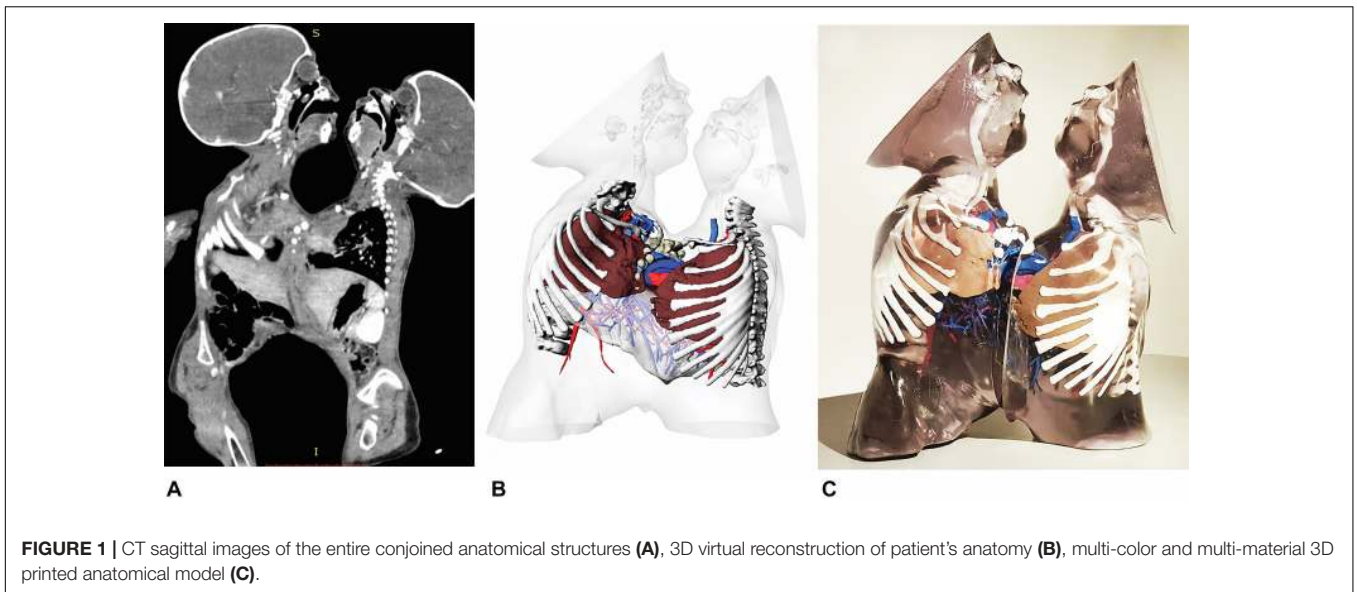 S
I
A
B
C
FIGURE 1 | CT sagittal images of the entire conjoined anatomical structures (A), 3D virtual reconstruction of patient's anatomy (B), multi-color and multi-material 3D
printed anatomical model (C).